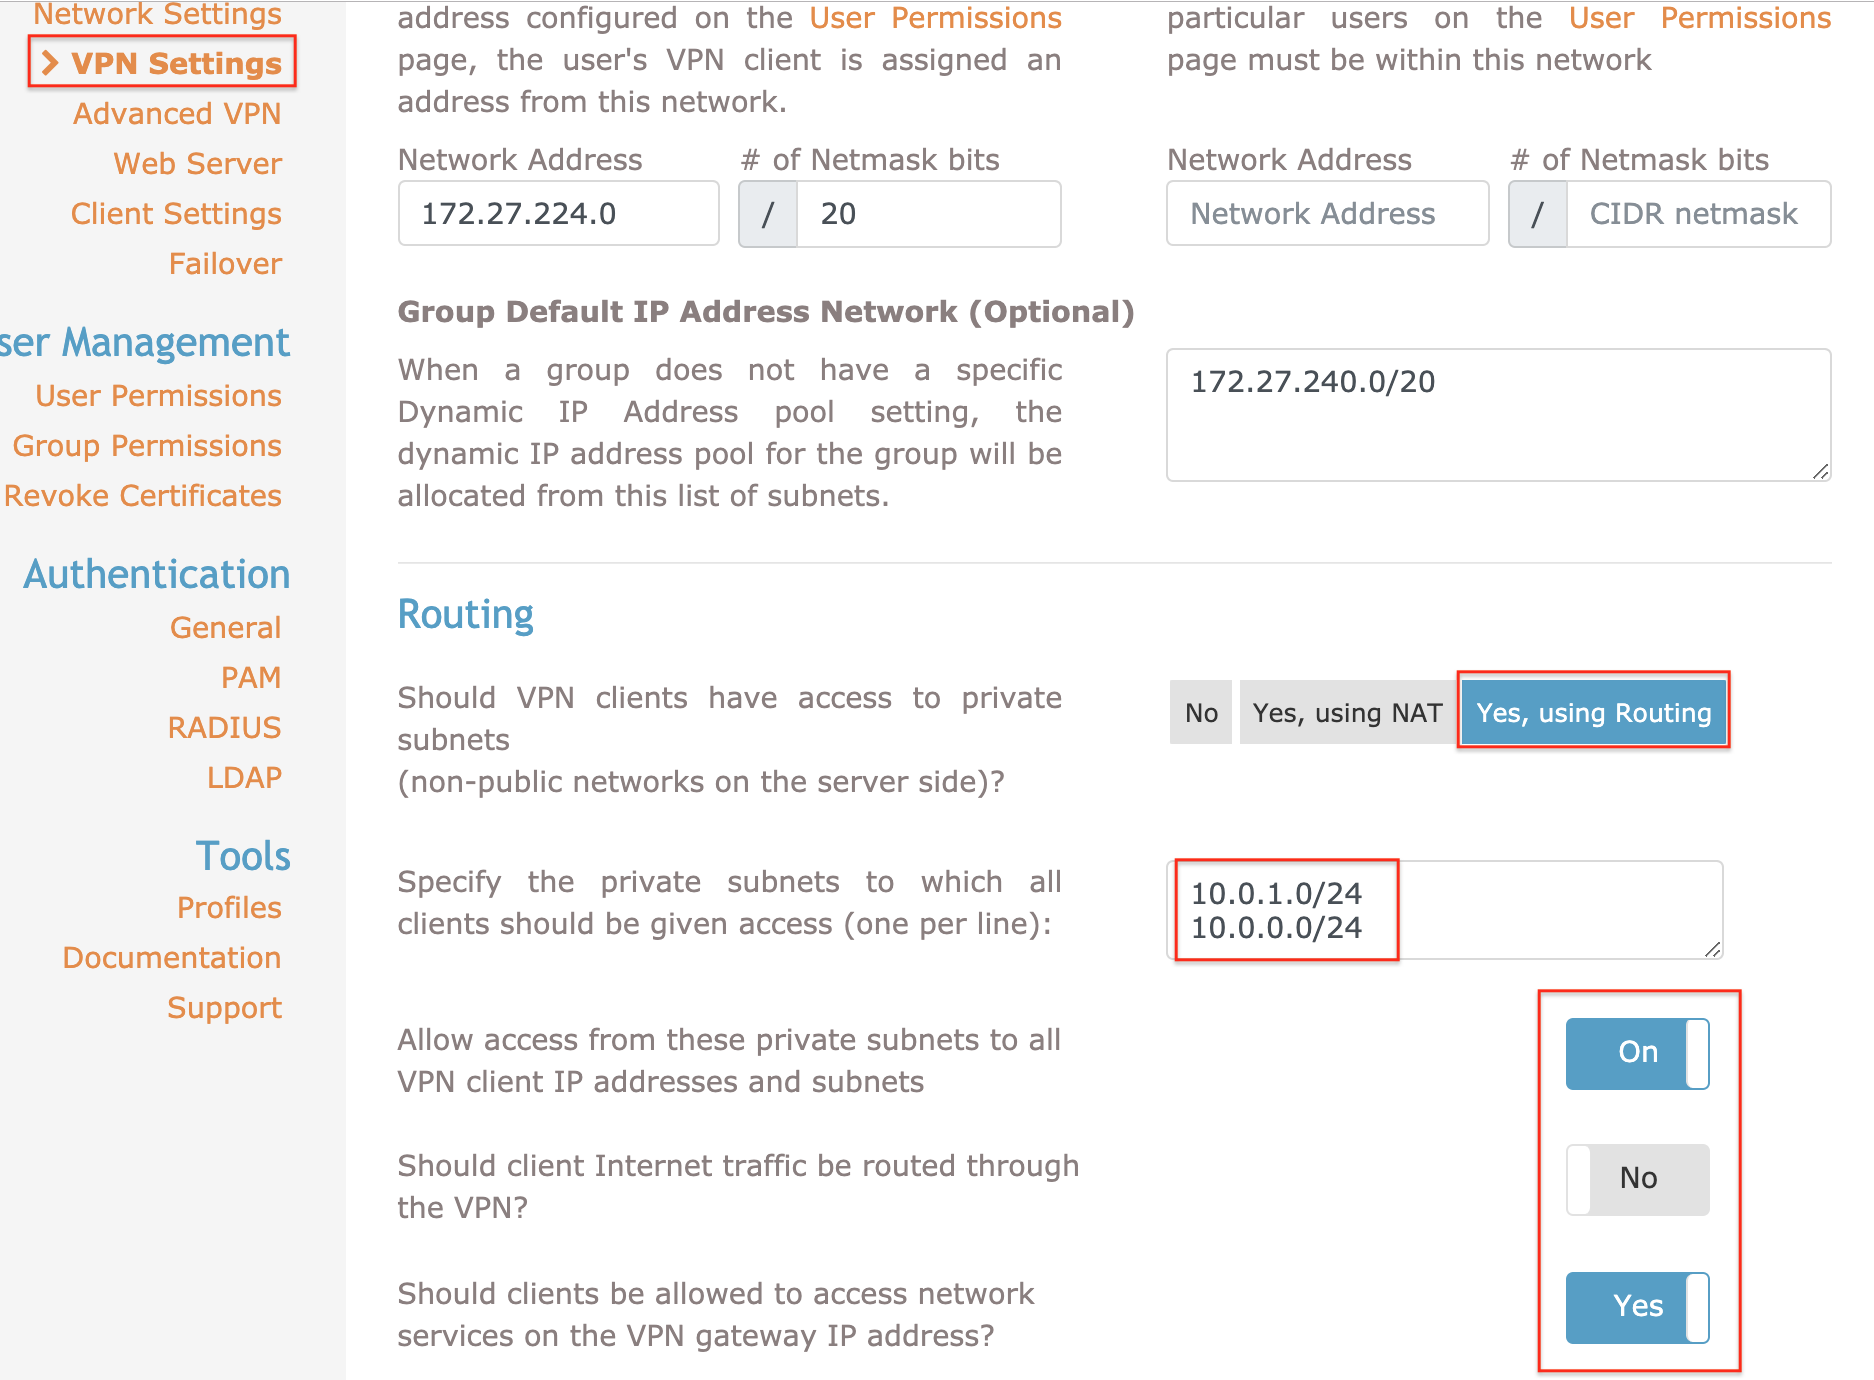 Network Settings
VPN Settings
Advanced VPN
Web Server
Client Settings
Failover
ser Management
User Permissions
Group Permissions
Revoke Certificates
Authentication
General
PAM
RADIUS
LDAP
Tools
Profiles
Documentation
Support
address configured on the User Permissions
page, the user's VPN client is assigned an
address from this network.
particular users on the User Permissions
page must be within this network
Network Address
# of Netmask bits
172.27.224.0
/
20
Network Address
# of Netmask bits
Network Address
/
CIDR netmask
Group Default IP Address Network (Optional)
When a group does not have a specific
Dynamic IP Address pool setting, the
dynamic IP address pool for the group will be
allocated from this list of subnets.
172.27.240.0/20
Routing
Should VPN clients have access to private
subnets
(non-public networks on the server side)?
No
Yes, using NAT
Yes, using Routing
Specify the private subnets to which all
clients should be given access (one per line):
10.0.1.0/24
10.0.0.0/24
Allow access from these private subnets to all
VPN client IP addresses and subnets
On
Should client Internet traffic be routed through
the VPN?
No
Should clients be allowed to access network
services on the VPN gateway IP address?
Yes